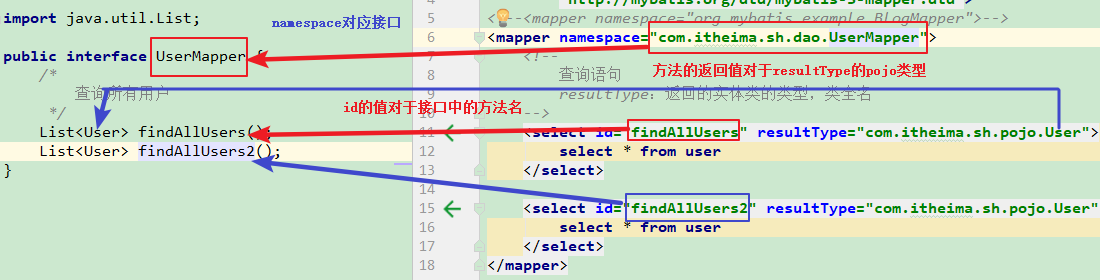 import java.util.List;
namespace对应接口
public interface UserMapper {
/*
查询所有用户
*/
id的值对于接口中的方法名
List<User> findAllUsers();
List<User> findAllUsers2();
}
4 http://mybatis.org/dtd/mybatis-3-mapper.dtd">
5 <!--<mapper namespace="org.mybatis.example.BlogMapper">-->
6 <mapper namespace="com.itheima.sh.dao.UserMapper">
7 <!--
方法的返回值对于resultType的pojo类型
8 查询语句
9 resultType：返回的实体类的类型，类全名
10 -->
11 <select id="findAllUsers" resultType="com.itheima.sh.pojo.User">
12 select * from user
13 </select>
14
15 <select id="findAllUsers2" resultType="com.itheima.sh.pojo.User"
16 select * from user
17 </select>
18 </mapper>